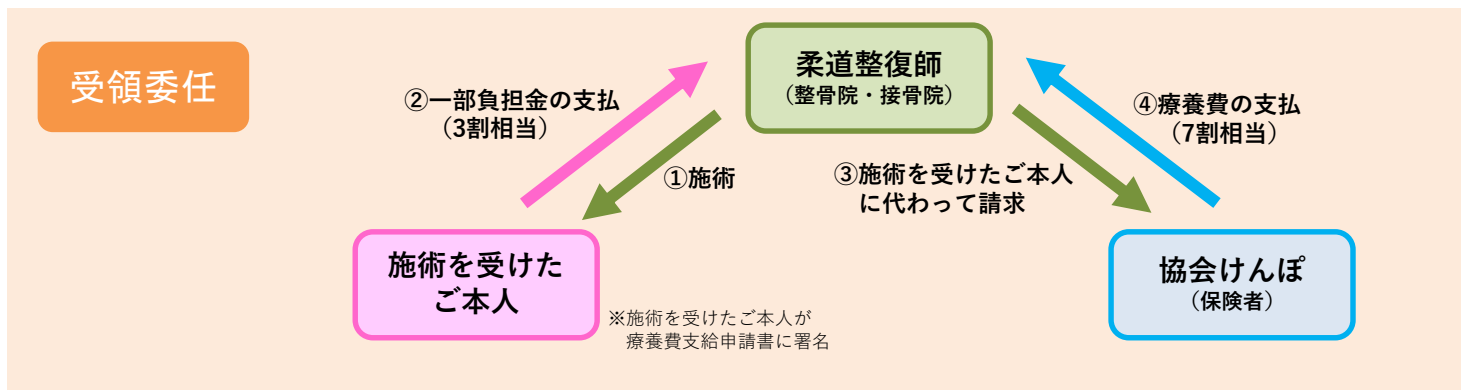 受領委任
柔道整復師
(整骨院・接骨院)
②一部負担金の支払
(3割相当)
④療養費の支払
(7割相当)
①施術
③施術を受けたご本人
に代わって請求
施術を受けた
ご本人
協会けんぽ
(保険者)
※施術を受けたご本人が
療養費支給申請書に署名